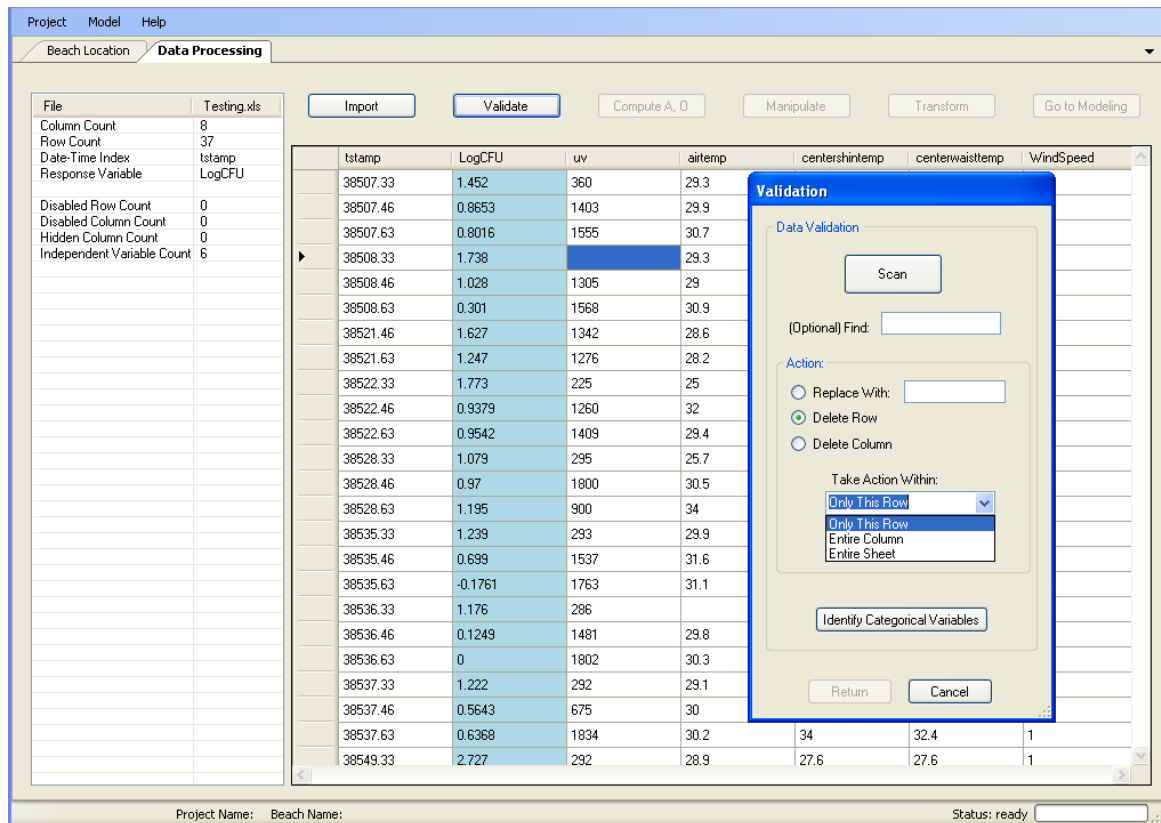 Project Model Help
Beach Location Data Processing
File Testing.xls
Column Count 8
Row Count 37
Date-Time Index tstamp
Response Variable LogCFU
Disabled Row Count 0
Disabled Column Count 0
Hidden Column Count 0
Independent Variable Count 6
Import Validate Compute A, O Manipulate Transform Go to Modeling
tstamp LogCFU uv airtemp centershintemp centerwaisttemp WindSpeed
38507.33 1.452 360 29.3
38507.46 0.8653 1403 29.9
38507.63 0.8016 1555 30.7
38508.33 1.738 29.3
38508.46 1.028 1305 29
38508.63 0.301 1568 30.9
38521.46 1.627 1342 28.6
38521.63 1.247 1276 28.2
38522.33 1.773 225 25
38522.46 0.9379 1260 32
38522.63 0.9542 1409 29.4
38528.33 1.079 295 25.7
38528.46 0.97 1800 30.5
38528.63 1.195 900 34
38535.33 1.239 293 29.9
38535.46 0.699 1537 31.6
38535.63 -0.1761 1763 31.1
38536.33 1.176 286
38536.46 0.1249 1481 29.8
38536.63 0 1802 30.3
38537.33 1.222 292 29.1
38537.46 0.5643 675 30
38537.63 0.6368 1834 30.2 34 32.4 1
38549.33 2.727 292 28.9 27.6 27.6 1
Validation
Data Validation
Scan
(Optional) Find:
Action:
Replace With:
Delete Row
Delete Column
Take Action Within:
Only This Row
Only This Row
Entire Column
Entire Sheet
Identify Categorical Variables
Return Cancel
Project Name: Beach Name: Status: ready